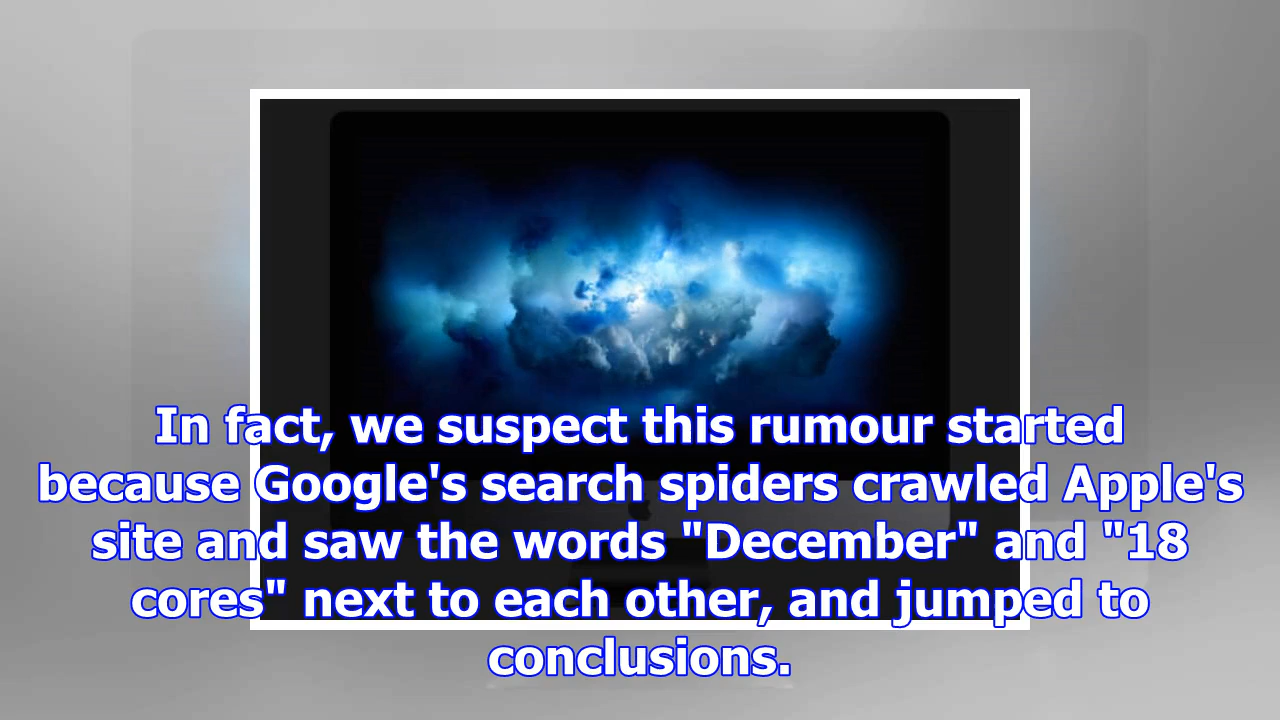 In fact, we suspect this rumour started
because Google's search spiders crawled Apple's
site and saw the words "December" and "18
cores" next to each other, and jumped to
conclusions.